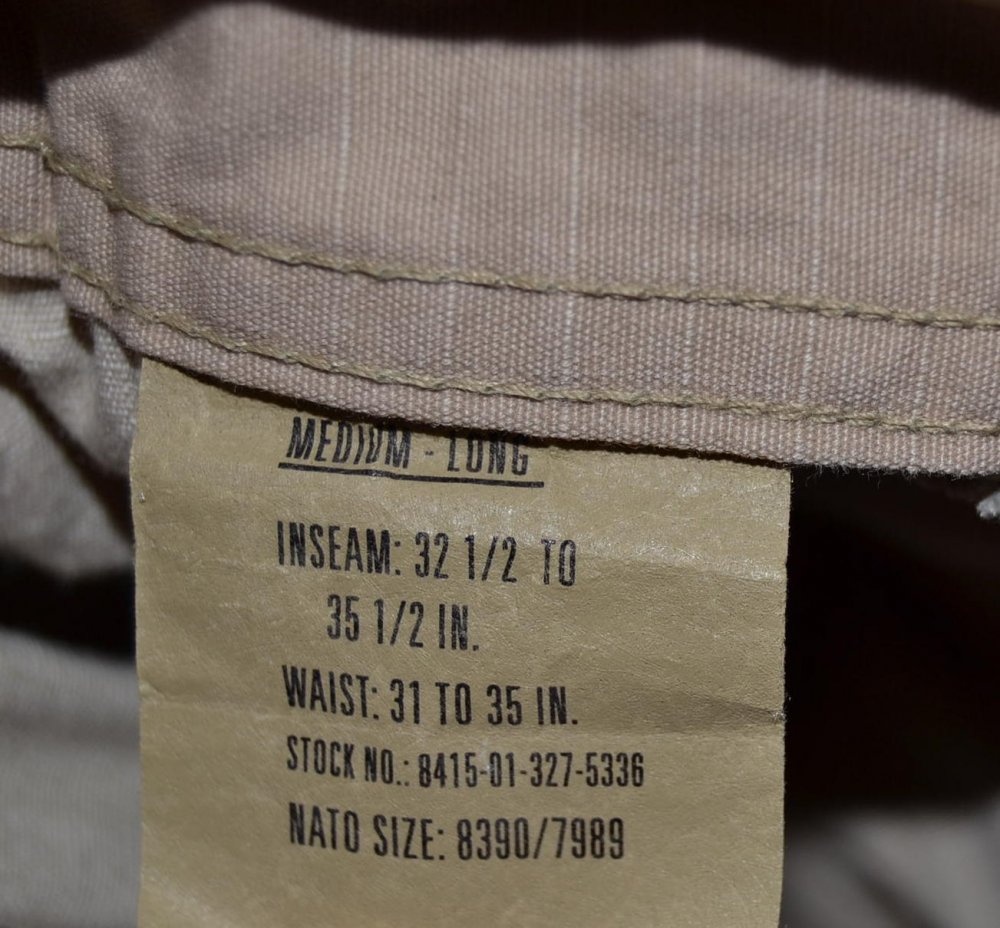 MEDIUM - LONG
INSEAM: 32 1/2 TO
35 1/2 IN.
WAIST: 31 TO 35 IN.
STOCK NO.: 8415-01-327-5336
NATO SIZE: 8390/7989